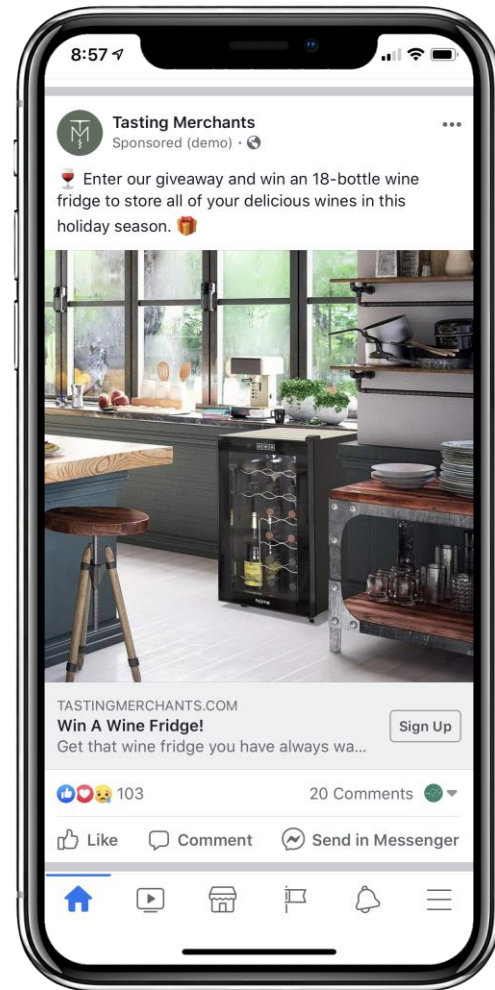 8:57
Tasting Merchants
Sponsored (demo) ·
🍷 Enter our giveaway and win an 18-bottle wine
fridge to store all of your delicious wines in this
holiday season. 🎁
home
TASTINGMERCHANTS.COM
Win A Wine Fridge!
Get that wine fridge you have always wa...
Sign Up
103
20 Comments
Like
Comment
Send in Messenger